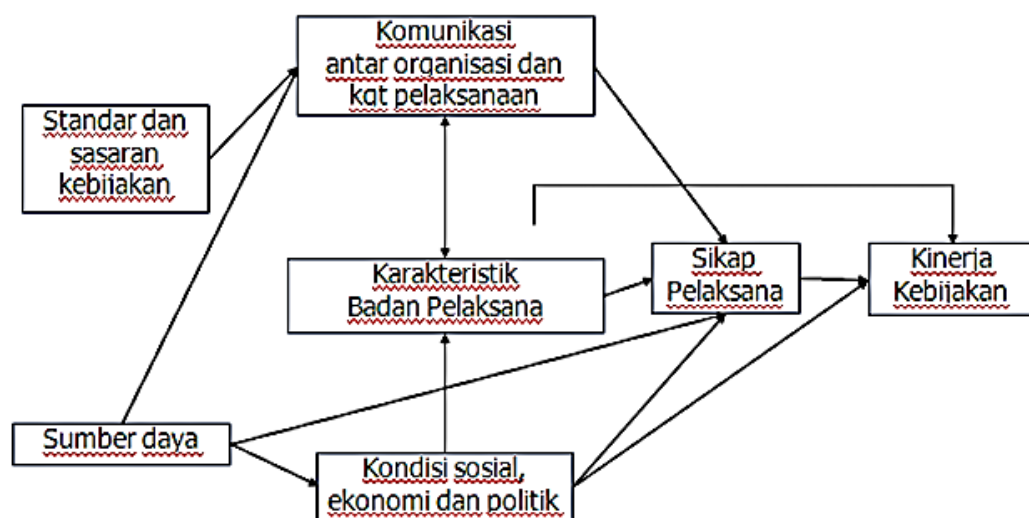 Komunikasi
antar organisasi dan
kgt pelaksanaan
Standar dan
sasaran
kebijakan
Karakteristik
Badan Pelaksana
Sikap
Pelaksana
Kinerja
Kebijakan
Sumber daya
Kondisi sosial,
ekonomi dan politik